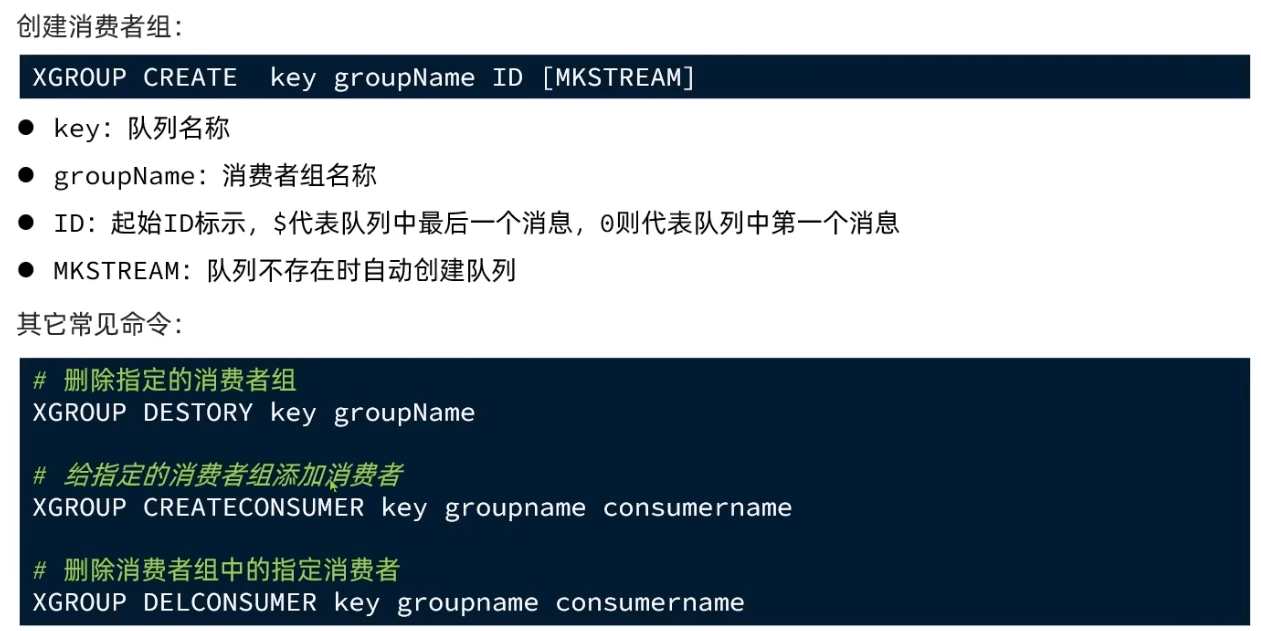 创建消费者组：
XGROUP CREATE  key groupName ID [MKSTREAM]
● key：队列名称
● groupName：消费者组名称
● ID：起始ID标示，$代表队列中最后一个消息，0则代表队列中第一个消息
● MKSTREAM：队列不存在时自动创建队列
其它常见命令：
# 删除指定的消费者组
XGROUP DESTORY key groupName
# 给指定的消费者组添加消费者
XGROUP CREATECONSUMER key groupname consumername
# 删除消费者组中的指定消费者
XGROUP DELCONSUMER key groupname consumername